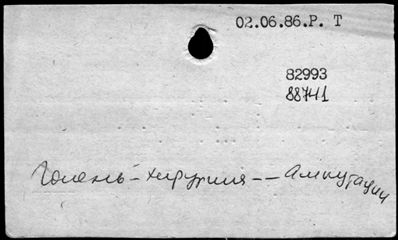 02.06.86.Р. Т
82993
88741
Голень - хирургия -- Ампутации